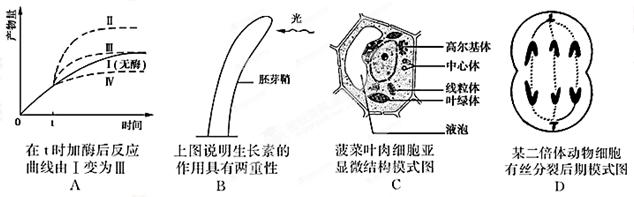 产物量
Ⅱ
Ⅲ
Ⅰ(无酶)
Ⅳ
0
t
时间
在t时加酶后反应
曲线由Ⅰ变为Ⅲ
A
光
胚芽鞘
上图说明生长素的
作用具有两重性
B
高尔基体
中心体
线粒体
叶绿体
液泡
菠菜叶肉细胞亚
显微结构模式图
C
某二倍体动物细胞
有丝分裂后期模式图
D